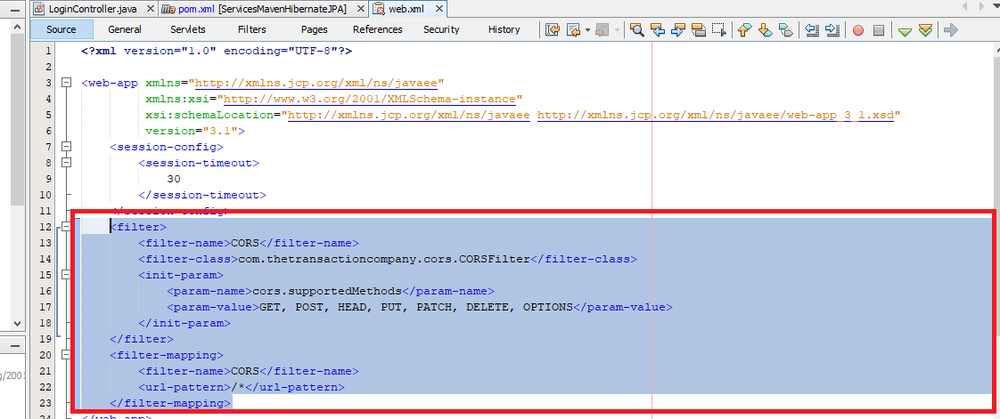 LoginController.java pom.xml [ServicesMavenHibernateJPA] web.xml
Source General Servlets Filters Pages References Security History
1 <?xml version="1.0" encoding="UTF-8"?>
2
3 <web-app xmlns="http://xmlns.jcp.org/xml/ns/javaee"
4 xmlns:xsi="http://www.w3.org/2001/XMLSchema-instance"
5 xsi:schemaLocation="http://xmlns.jcp.org/xml/ns/javaee http://xmlns.jcp.org/xml/ns/javaee/web-app_3_1.xsd"
6 version="3.1">
7 <session-config>
8 <session-timeout>
9 30
10 </session-timeout>
11 </session-config>
12 <filter>
13 <filter-name>CORS</filter-name>
14 <filter-class>com.thetransactioncompany.cors.CORSFilter</filter-class>
15 <init-param>
16 <param-name>cors.supportedMethods</param-name>
17 <param-value>GET, POST, HEAD, PUT, PATCH, DELETE, OPTIONS</param-value>
18 </init-param>
19 </filter>
20 <filter-mapping>
21 <filter-name>CORS</filter-name>
g/2001
22 <url-pattern>/*</url-pattern>
23 </filter-mapping>
24 </web-app>